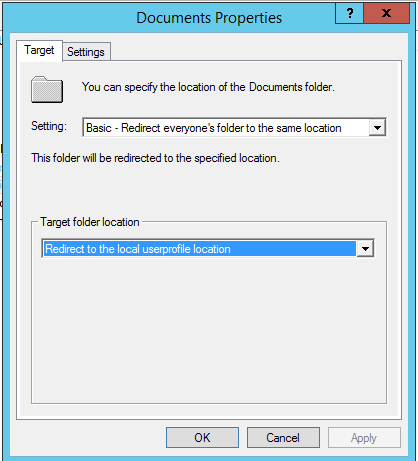 Documents Properties
?
x
Target
Settings
You can specify the location of the Documents folder.
Setting:
Basic - Redirect everyone's folder to the same location
This folder will be redirected to the specified location.
Target folder location
Redirect to the local userprofile location
OK
Cancel
Apply